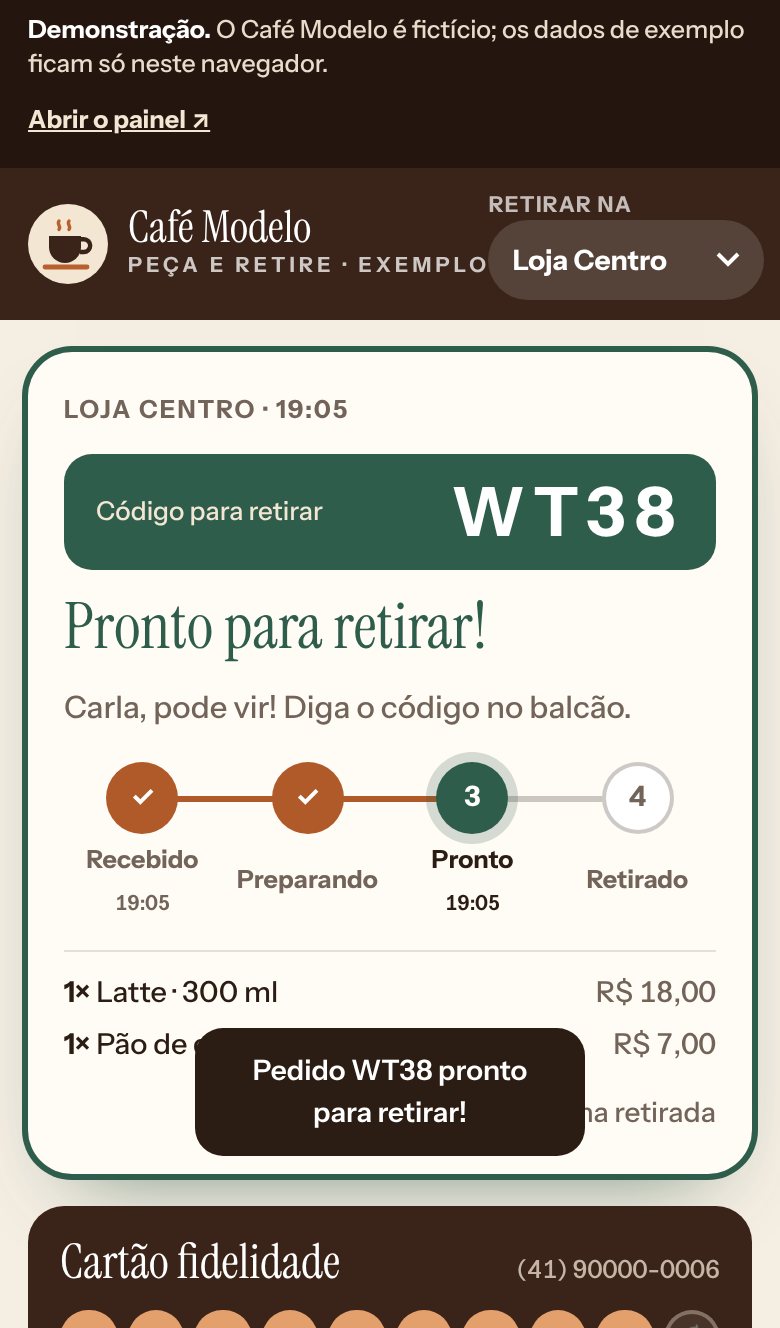 Demonstração. O Café Modelo é fictício; os dados de exemplo
ficam só neste navegador.
Abrir o painel ↗
Café Modelo
PEÇA E RETIRE · EXEMPLO
RETIRAR NA
Loja Centro
LOJA CENTRO · 19:05
Código para retirar
WT38
Pronto para retirar!
Carla, pode vir! Diga o código no balcão.
3
4
Recebido
Preparando
Pronto
Retirado
19:05
19:05
1× Latte · 300 ml
R$ 18,00
1× Pão de
R$ 7,00
Pedido WT38 pronto
para retirar!
retirada
Cartão fidelidade
(41) 90000-0006